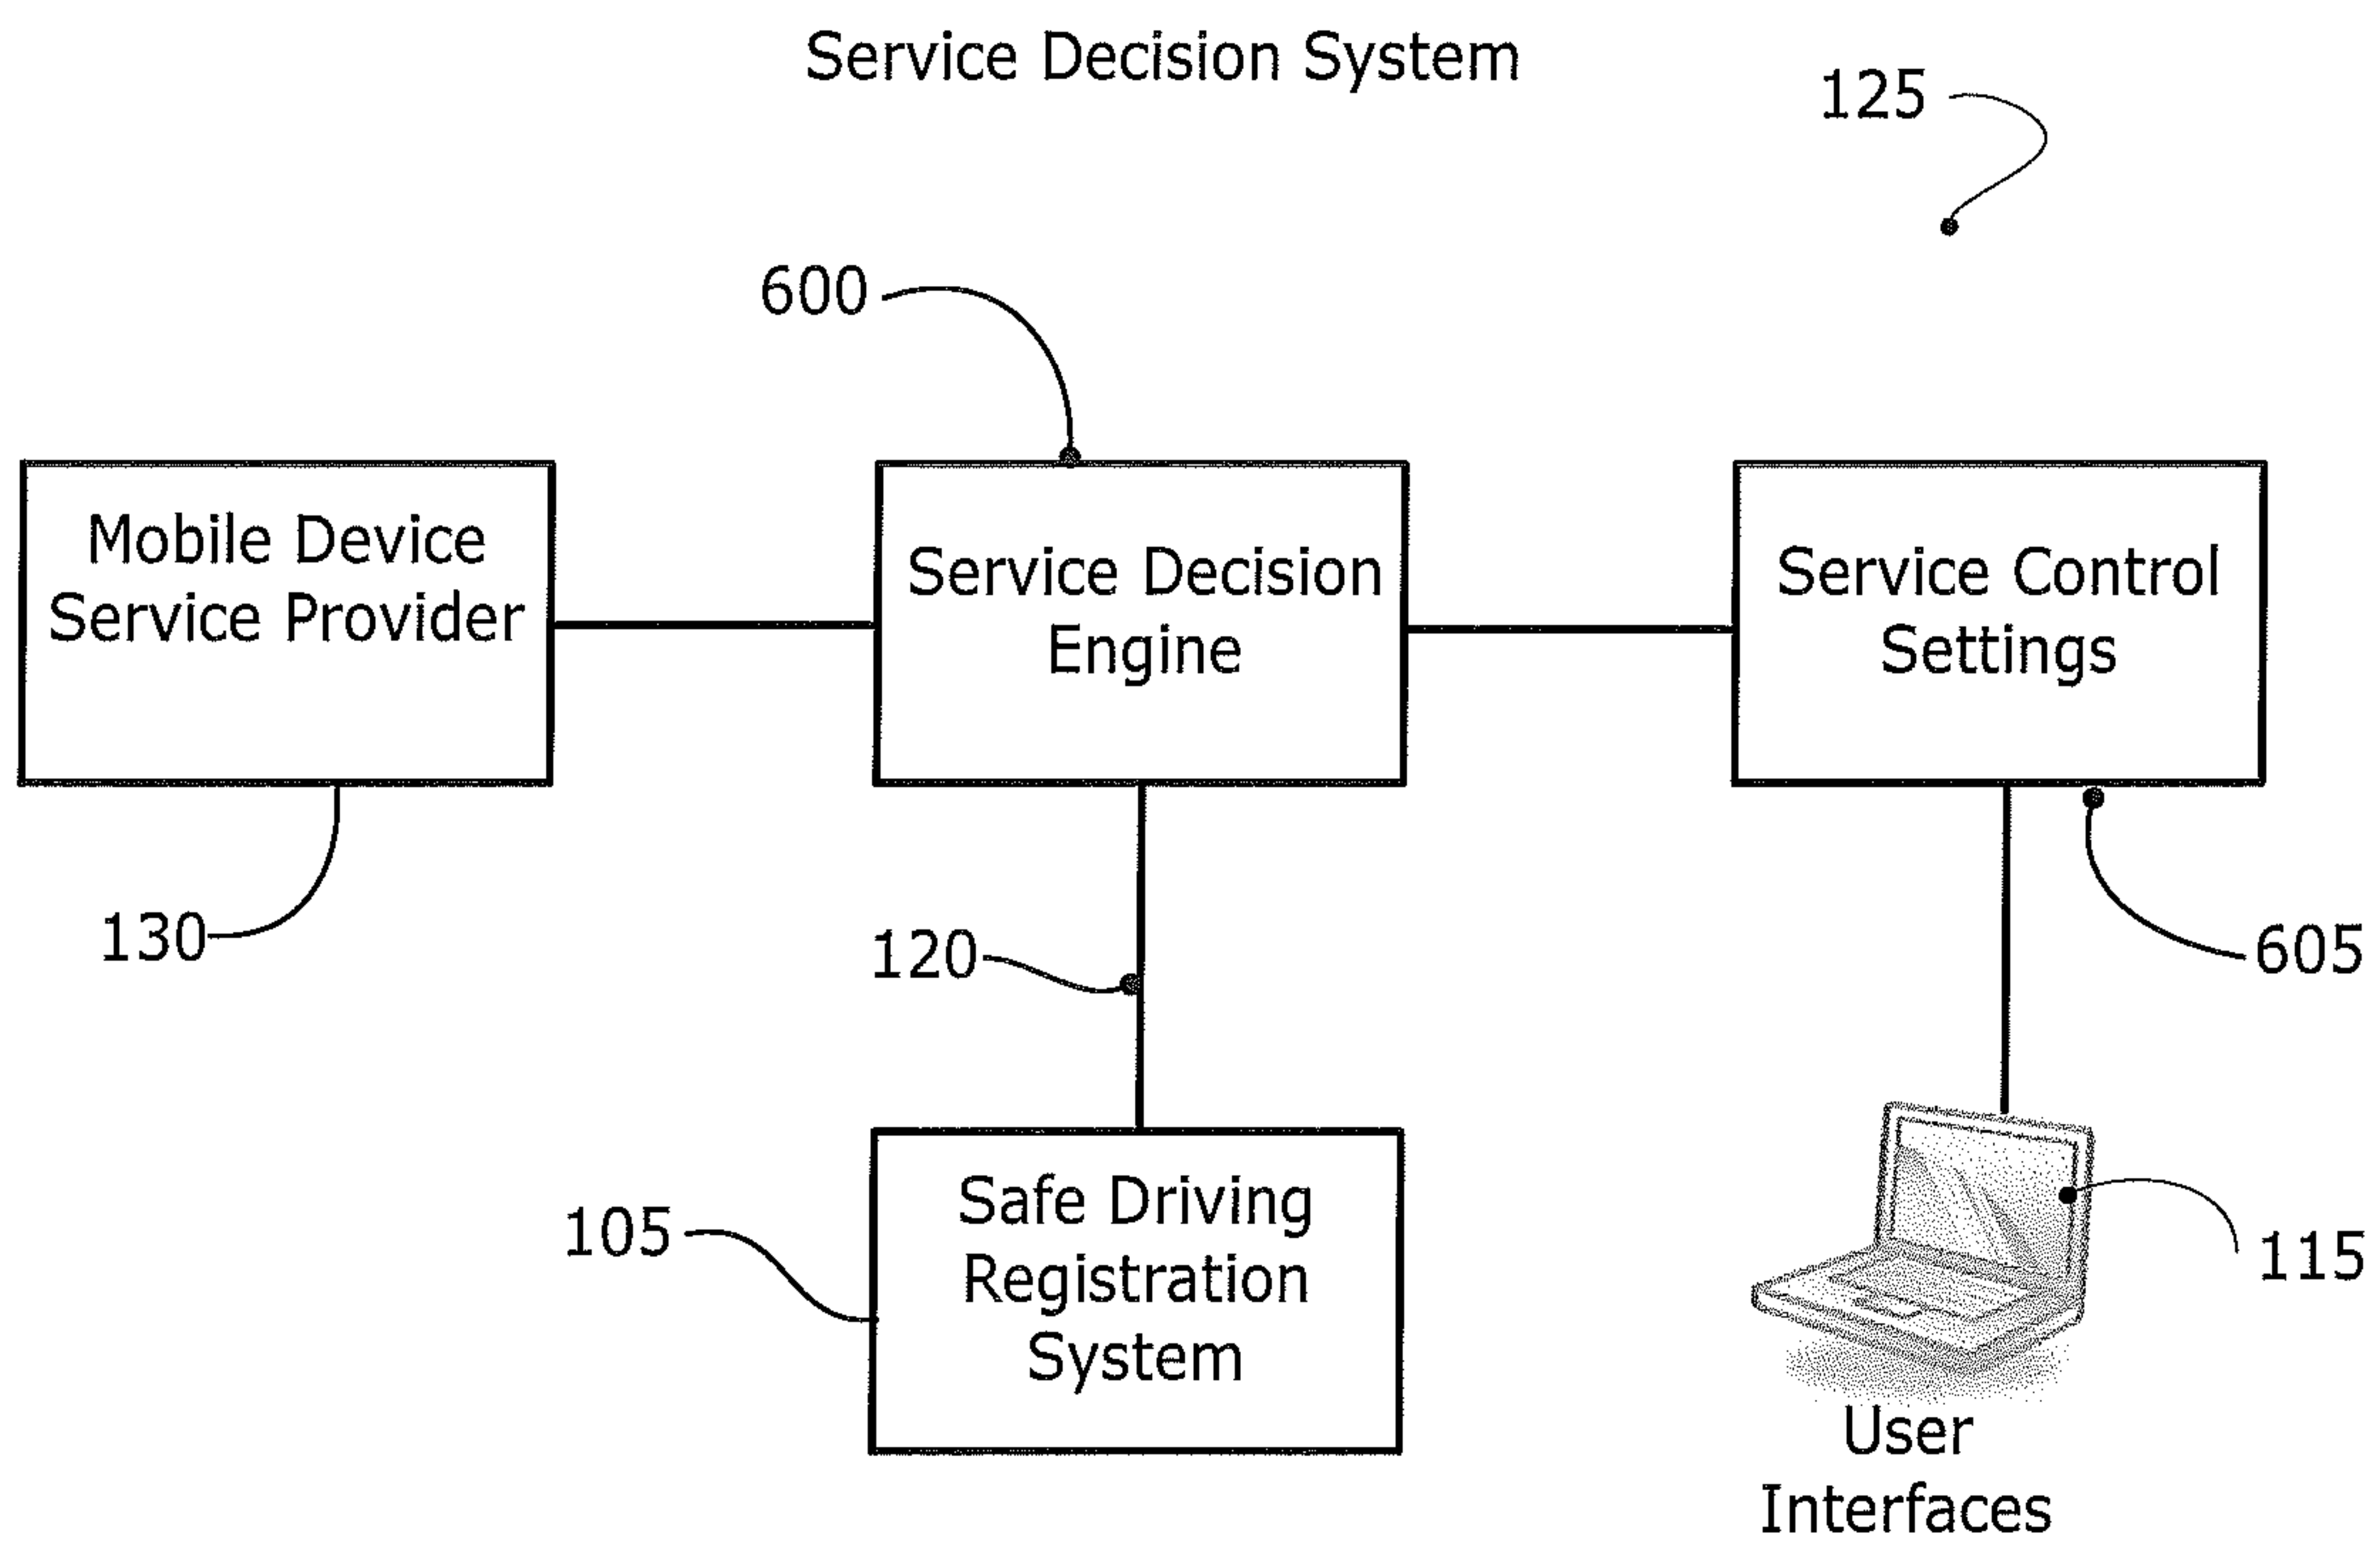 Service Decision System
125
600
Mobile Device
Service Provider
Service Decision
Engine
Service Control
Settings
130
120
605
105
Safe Driving
Registration
System
115
User
Interfaces